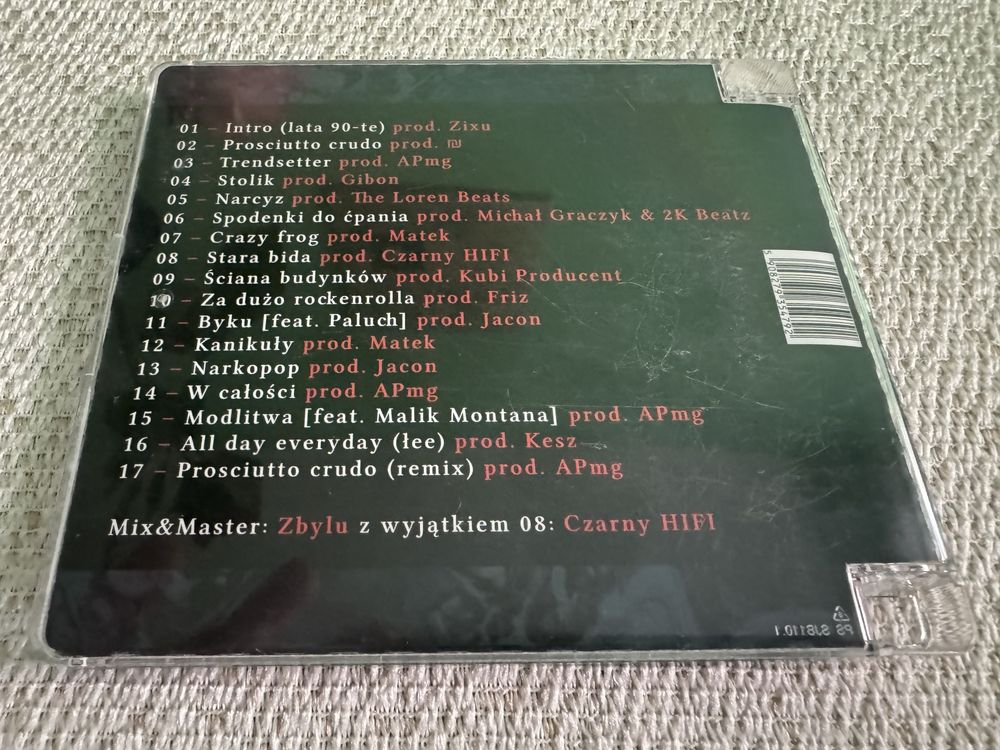 01 – Intro (lata 90-te) prod. Zixu
02 – Prosciutto crudo prod. ₪
03 – Trendsetter prod. APmg
04 – Stolik prod. Gibon
05 – Narcyz prod. The Loren Beats
06 – Spodenki do ćpania prod. Michał Graczyk & 2K Beatz
07 – Crazy frog prod. Matek
08 – Stara bida prod. Czarny HIFI
09 – Ściana budynków prod. Kubi Producent
10 – Za dużo rockenrolla prod. Friz
11 – Byku [feat. Paluch] prod. Jacon
12 – Kanikuły prod. Matek
13 – Narkopop prod. Jacon
14 – W całości prod. APmg
15 – Modlitwa [feat. Malik Montana] prod. APmg
16 – All day everyday (łee) prod. Kesz
17 – Prosciutto crudo (remix) prod. APmg
Mix&Master: Zbylu z wyjątkiem 08: Czarny HIFI
PS SJB110.1